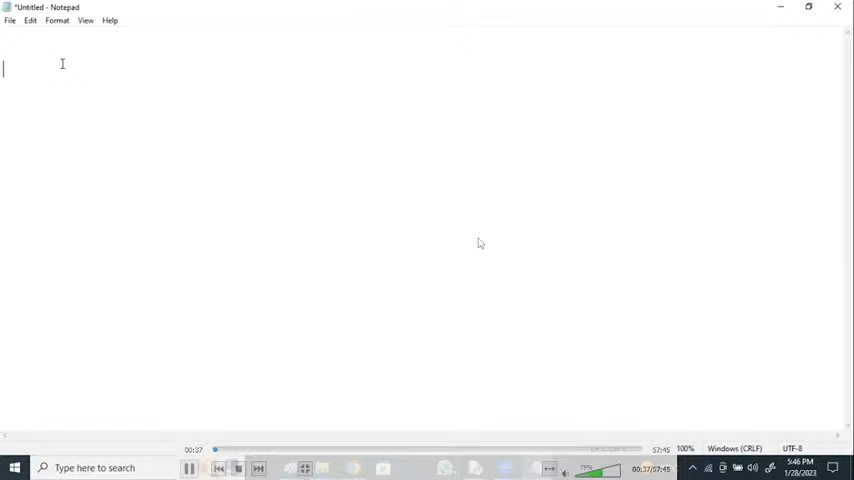 *Untitled - Notepad
File Edit Format View Help
00:37 57:45 100% Windows (CRLF) UTF-8
Type here to search 75% 00:37/57:45 5:46 PM
1/28/2023